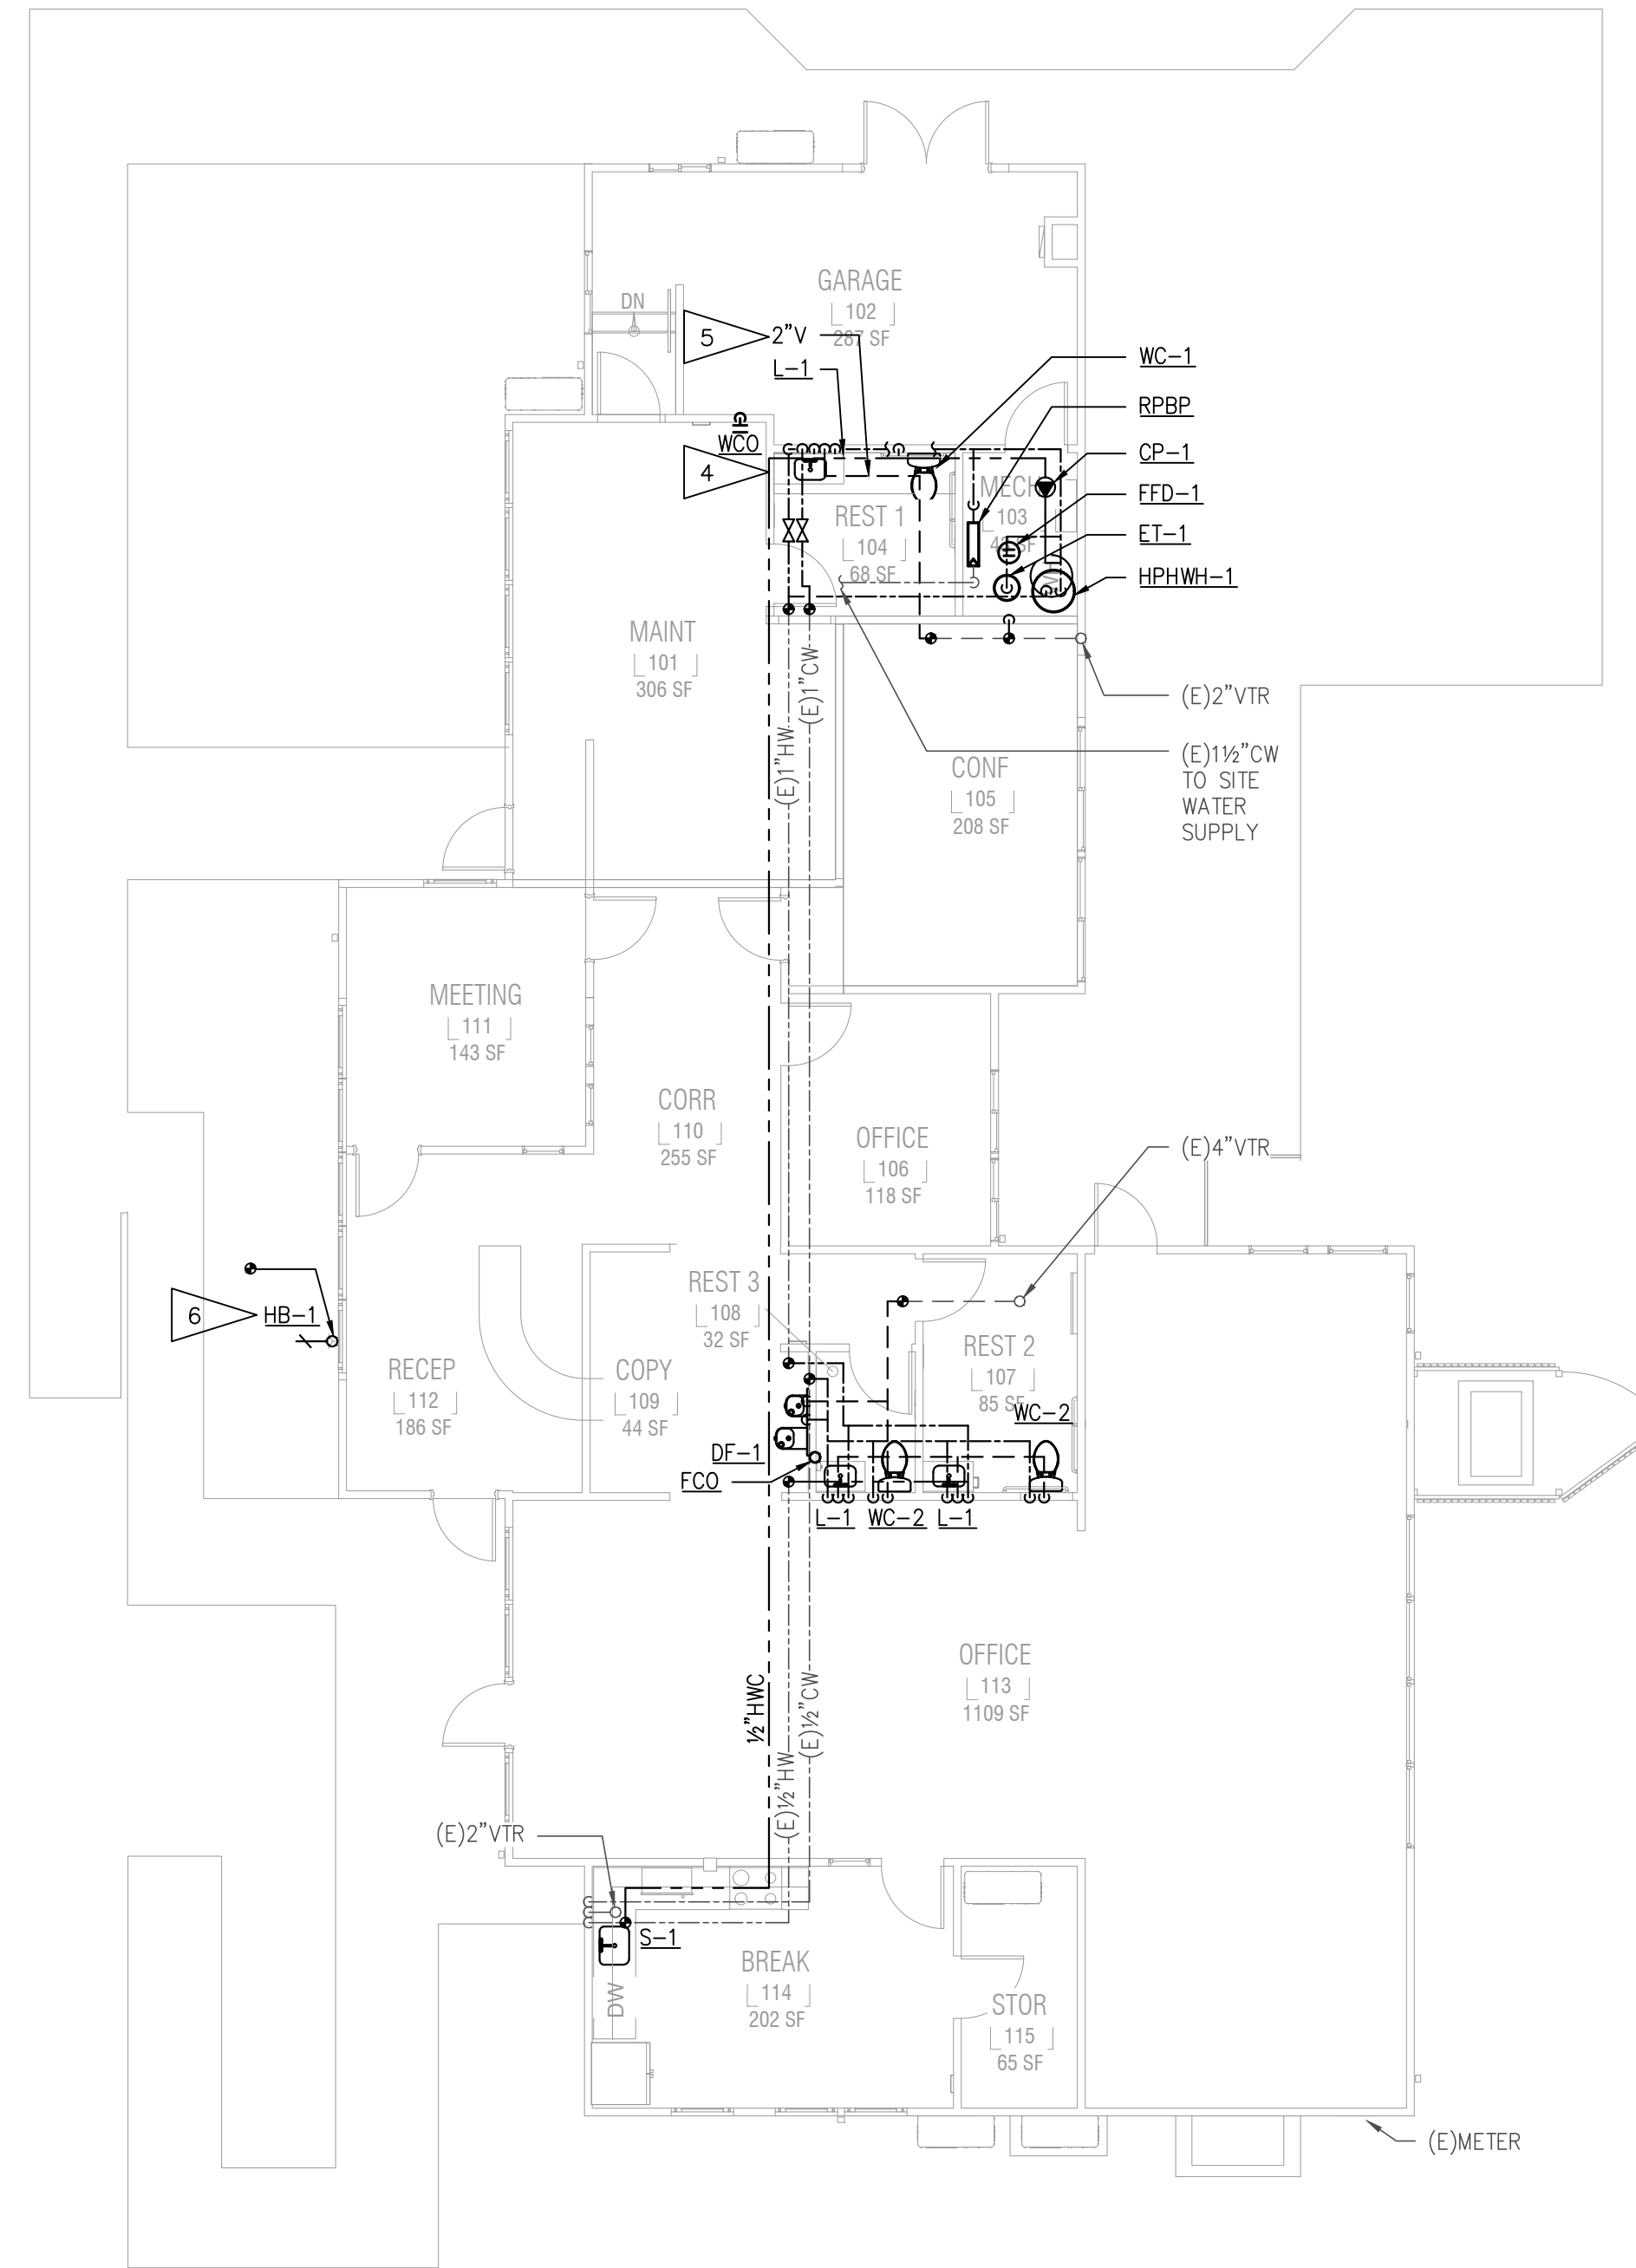 GARAGE
102
287 SF
DN
5
2"V
L-1
WC-1
RPBP
CP-1
FFD-1
ET-1
HPHWH-1
WCO
4
MECH
103
REST 1
104
68 SF
MAINT
101
306 SF
(E)1"HW
(E)1"CW
(E)2"VTR
(E)1½"CW
TO SITE
WATER
SUPPLY
CONF
105
208 SF
MEETING
111
143 SF
CORR
110
255 SF
OFFICE
106
118 SF
(E)4"VTR
REST 3
108
32 SF
6
HB-1
RECEP
112
186 SF
COPY
109
44 SF
REST 2
107
85 SF
WC-2
DF-1
FCO
L-1
WC-2
L-1
OFFICE
113
1109 SF
½"HWC
(E)½"HW
(E)½"CW
(E)2"VTR
S-1
DW
BREAK
114
202 SF
STOR
115
65 SF
(E)METER